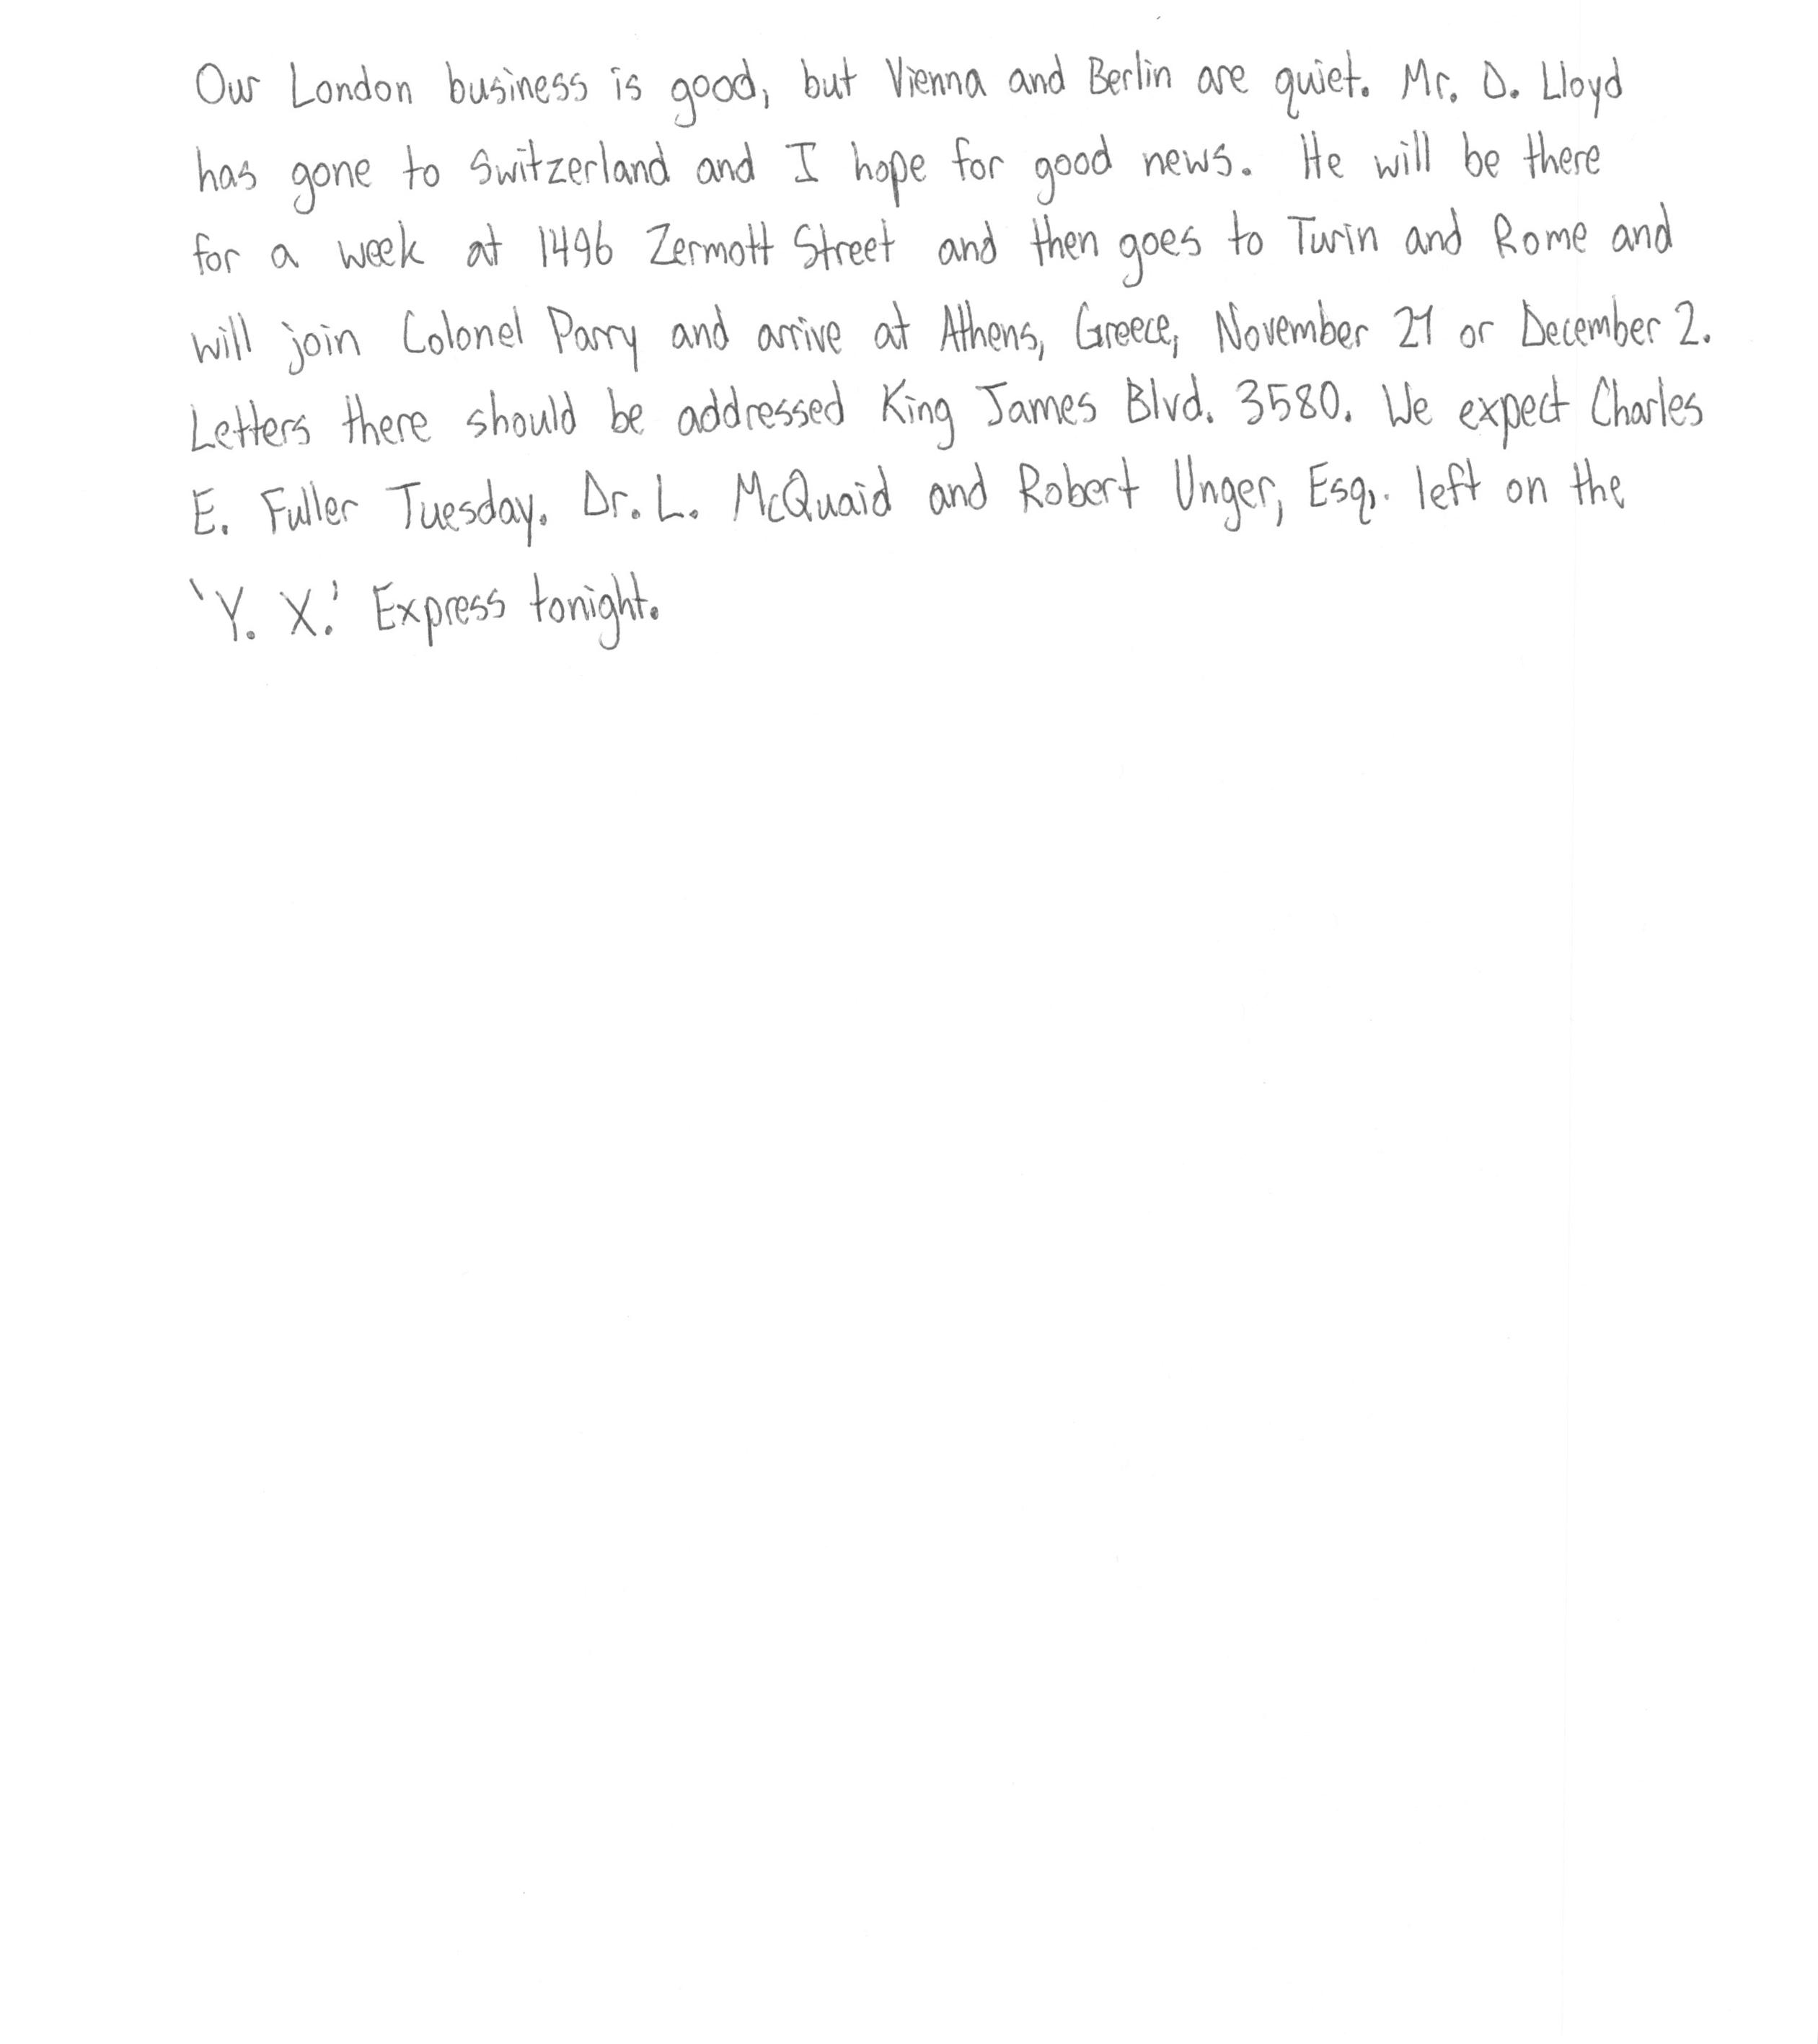 Our London business is good, but Vienna and Berlin are quiet. Mr. D. Lloyd
has gone to Switzerland and I hope for good news. He will be there
for a week at 1496 Zermott Street and then goes to Turin and Rome and
will join Colonel Parry and arrive at Athens, Greece, November 27 or December 2.
Letters there should be addressed King James Blvd. 3580. We expect Charles
E. Fuller Tuesday. Dr. L. McQuaid and Robert Unger, Esq,. left on the
'Y. X.' Express tonight.